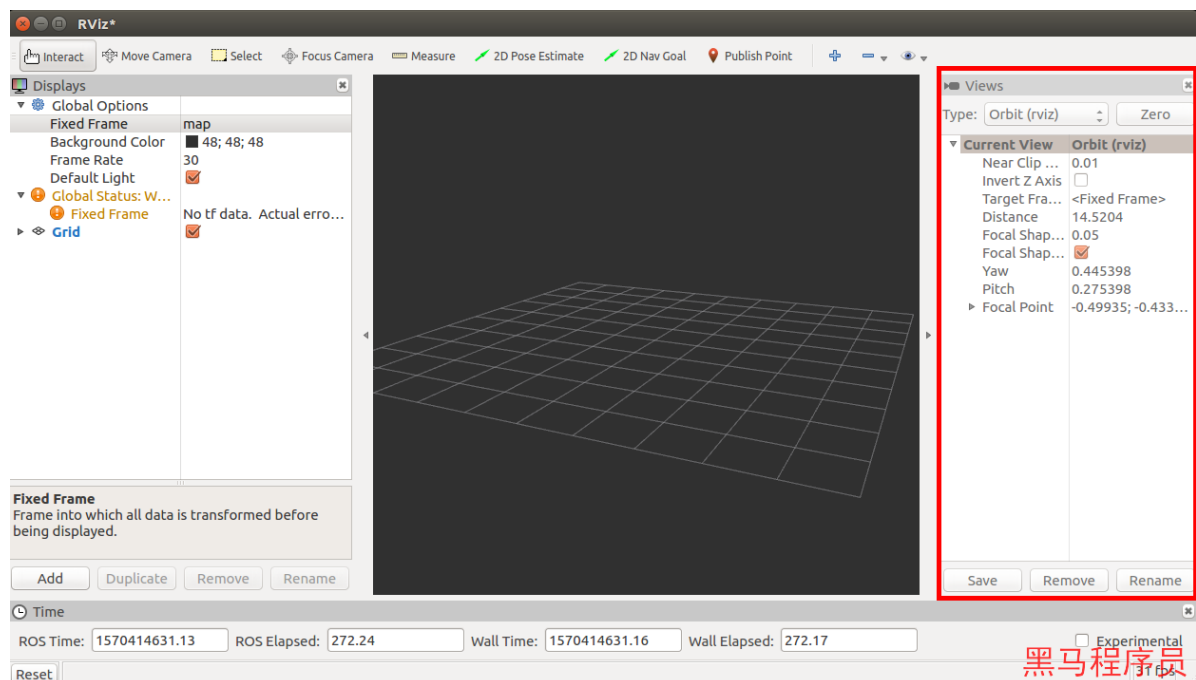 RViz*
Interact Move Camera Select Focus Camera Measure 2D Pose Estimate 2D Nav Goal Publish Point
Displays
Global Options
Fixed Frame map
Background Color 48; 48; 48
Frame Rate 30
Default Light
Global Status: W...
Fixed Frame No tf data. Actual erro...
Grid
Fixed Frame
Frame into which all data is transformed before
being displayed.
Add Duplicate Remove Rename
Views
Type: Orbit (rviz) Zero
Current View Orbit (rviz)
Near Clip ... 0.01
Invert Z Axis
Target Fra... <Fixed Frame>
Distance 14.5204
Focal Shap... 0.05
Focal Shap...
Yaw 0.445398
Pitch 0.275398
Focal Point -0.49935; -0.433...
Save Remove Rename
Time
ROS Time: 1570414631.13 ROS Elapsed: 272.24 Wall Time: 1570414631.16 Wall Elapsed: 272.17 Experimental
Reset 31 fps
黑马程序员